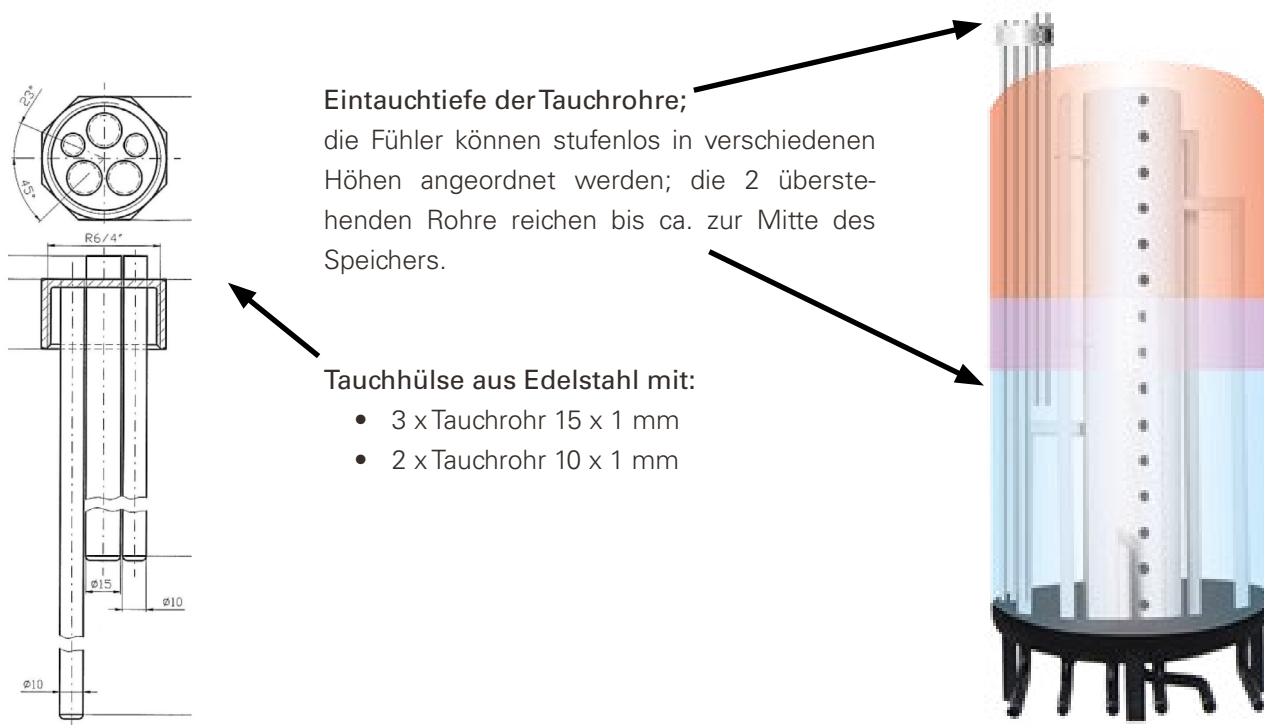 23°
45°
R6/4"
ø15
ø10
ø10
Eintauchtiefe der Tauchrohre;
die Fühler können stufenlos in verschiedenen
Höhen angeordnet werden; die 2 überste-
henden Rohre reichen bis ca. zur Mitte des
Speichers.
Tauchhülse aus Edelstahl mit:
• 3 x Tauchrohr 15 x 1 mm
• 2 x Tauchrohr 10 x 1 mm